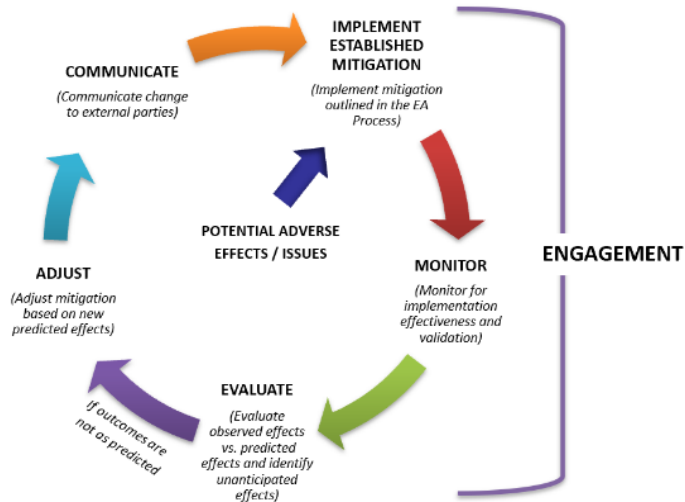 IMPLEMENT
ESTABLISHED
MITIGATION
(Implement mitigation
outlined in the EA
Process)
MONITOR
(Monitor for
implementation
effectiveness and
validation)
EVALUATE
(Evaluate
observed effects
vs. predicted
effects and identify
unanticipated
effects)
If outcomes are
not as predicted
ADJUST
(Adjust mitigation
based on new
predicted effects)
COMMUNICATE
(Communicate change
to external parties)
POTENTIAL ADVERSE
EFFECTS / ISSUES
ENGAGEMENT